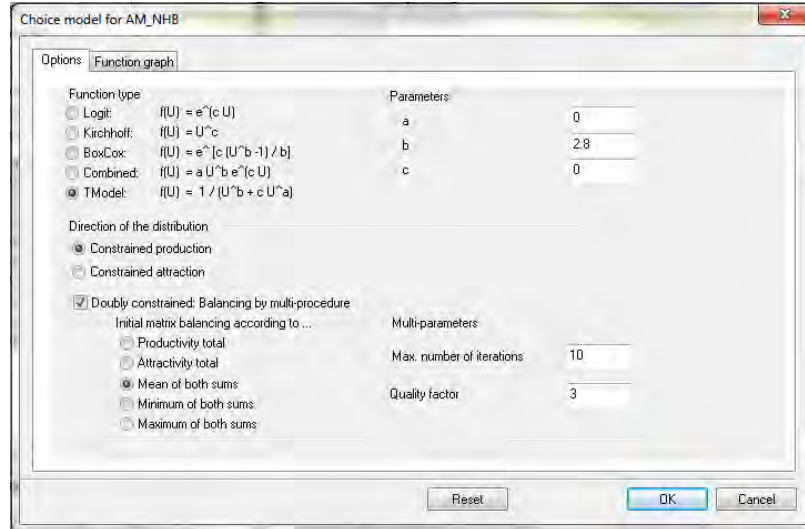 Choice model for AM_NHB
Options Function graph
Function type
Logit: f(U) = e^(c U)
Kirchhoff: f(U) = U^c
BoxCox: f(U) = e^ [c (U^b -1) / b]
Combined: f(U) = a U^b e^(c U)
TModel: f(U) = 1 / (U^b + c U^a)
Parameters
a 0
b 2.8
c 0
Direction of the distribution
Constrained production
Constrained attraction
Doubly constrained: Balancing by multi-procedure
Initial matrix balancing according to ...
Productivity total
Attractivity total
Mean of both sums
Minimum of both sums
Maximum of both sums
Multi-parameters
Max. number of iterations 10
Quality factor 3
Reset OK Cancel